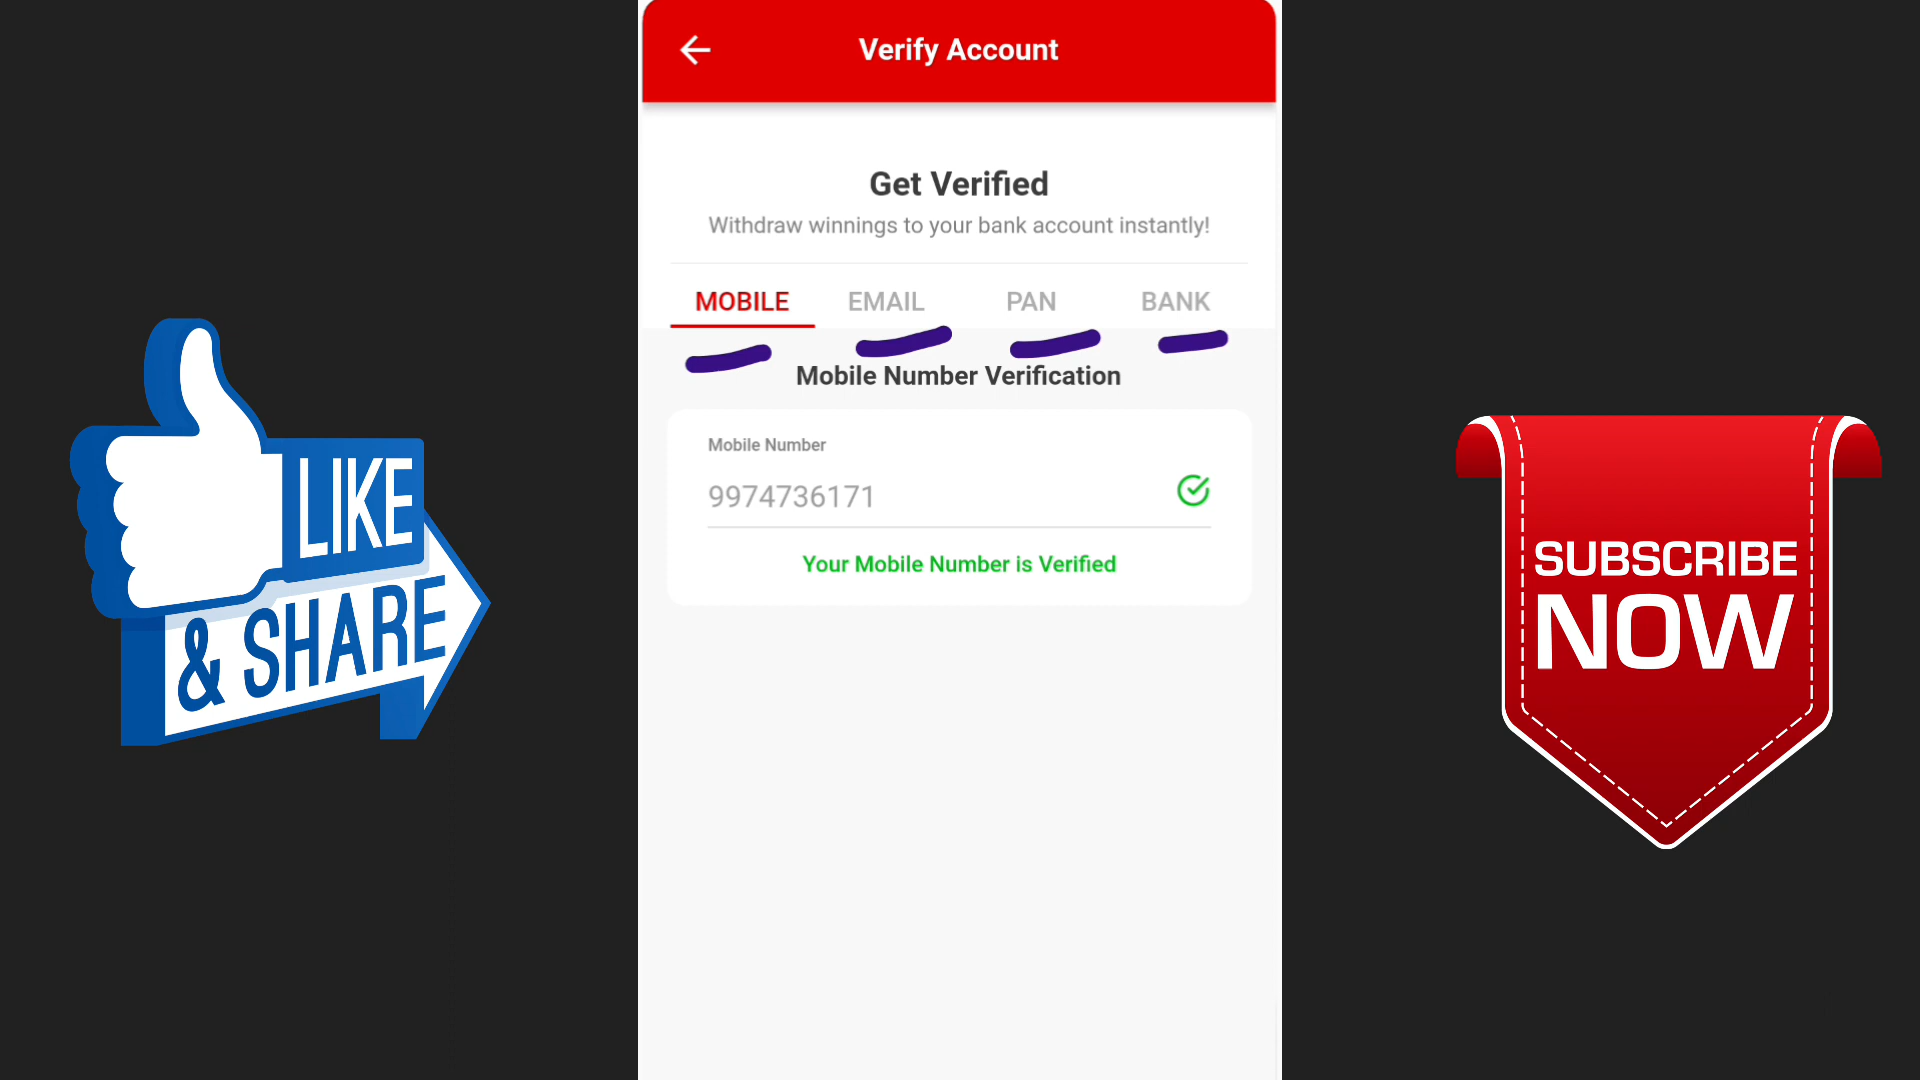 Verify Account
Get Verified
Withdraw winnings to your bank account instantly!
MOBILE EMAIL PAN BANK
Mobile Number Verification
Mobile Number
9974736171
Your Mobile Number is Verified
LIKE
& SHARE
SUBSCRIBE
NOW